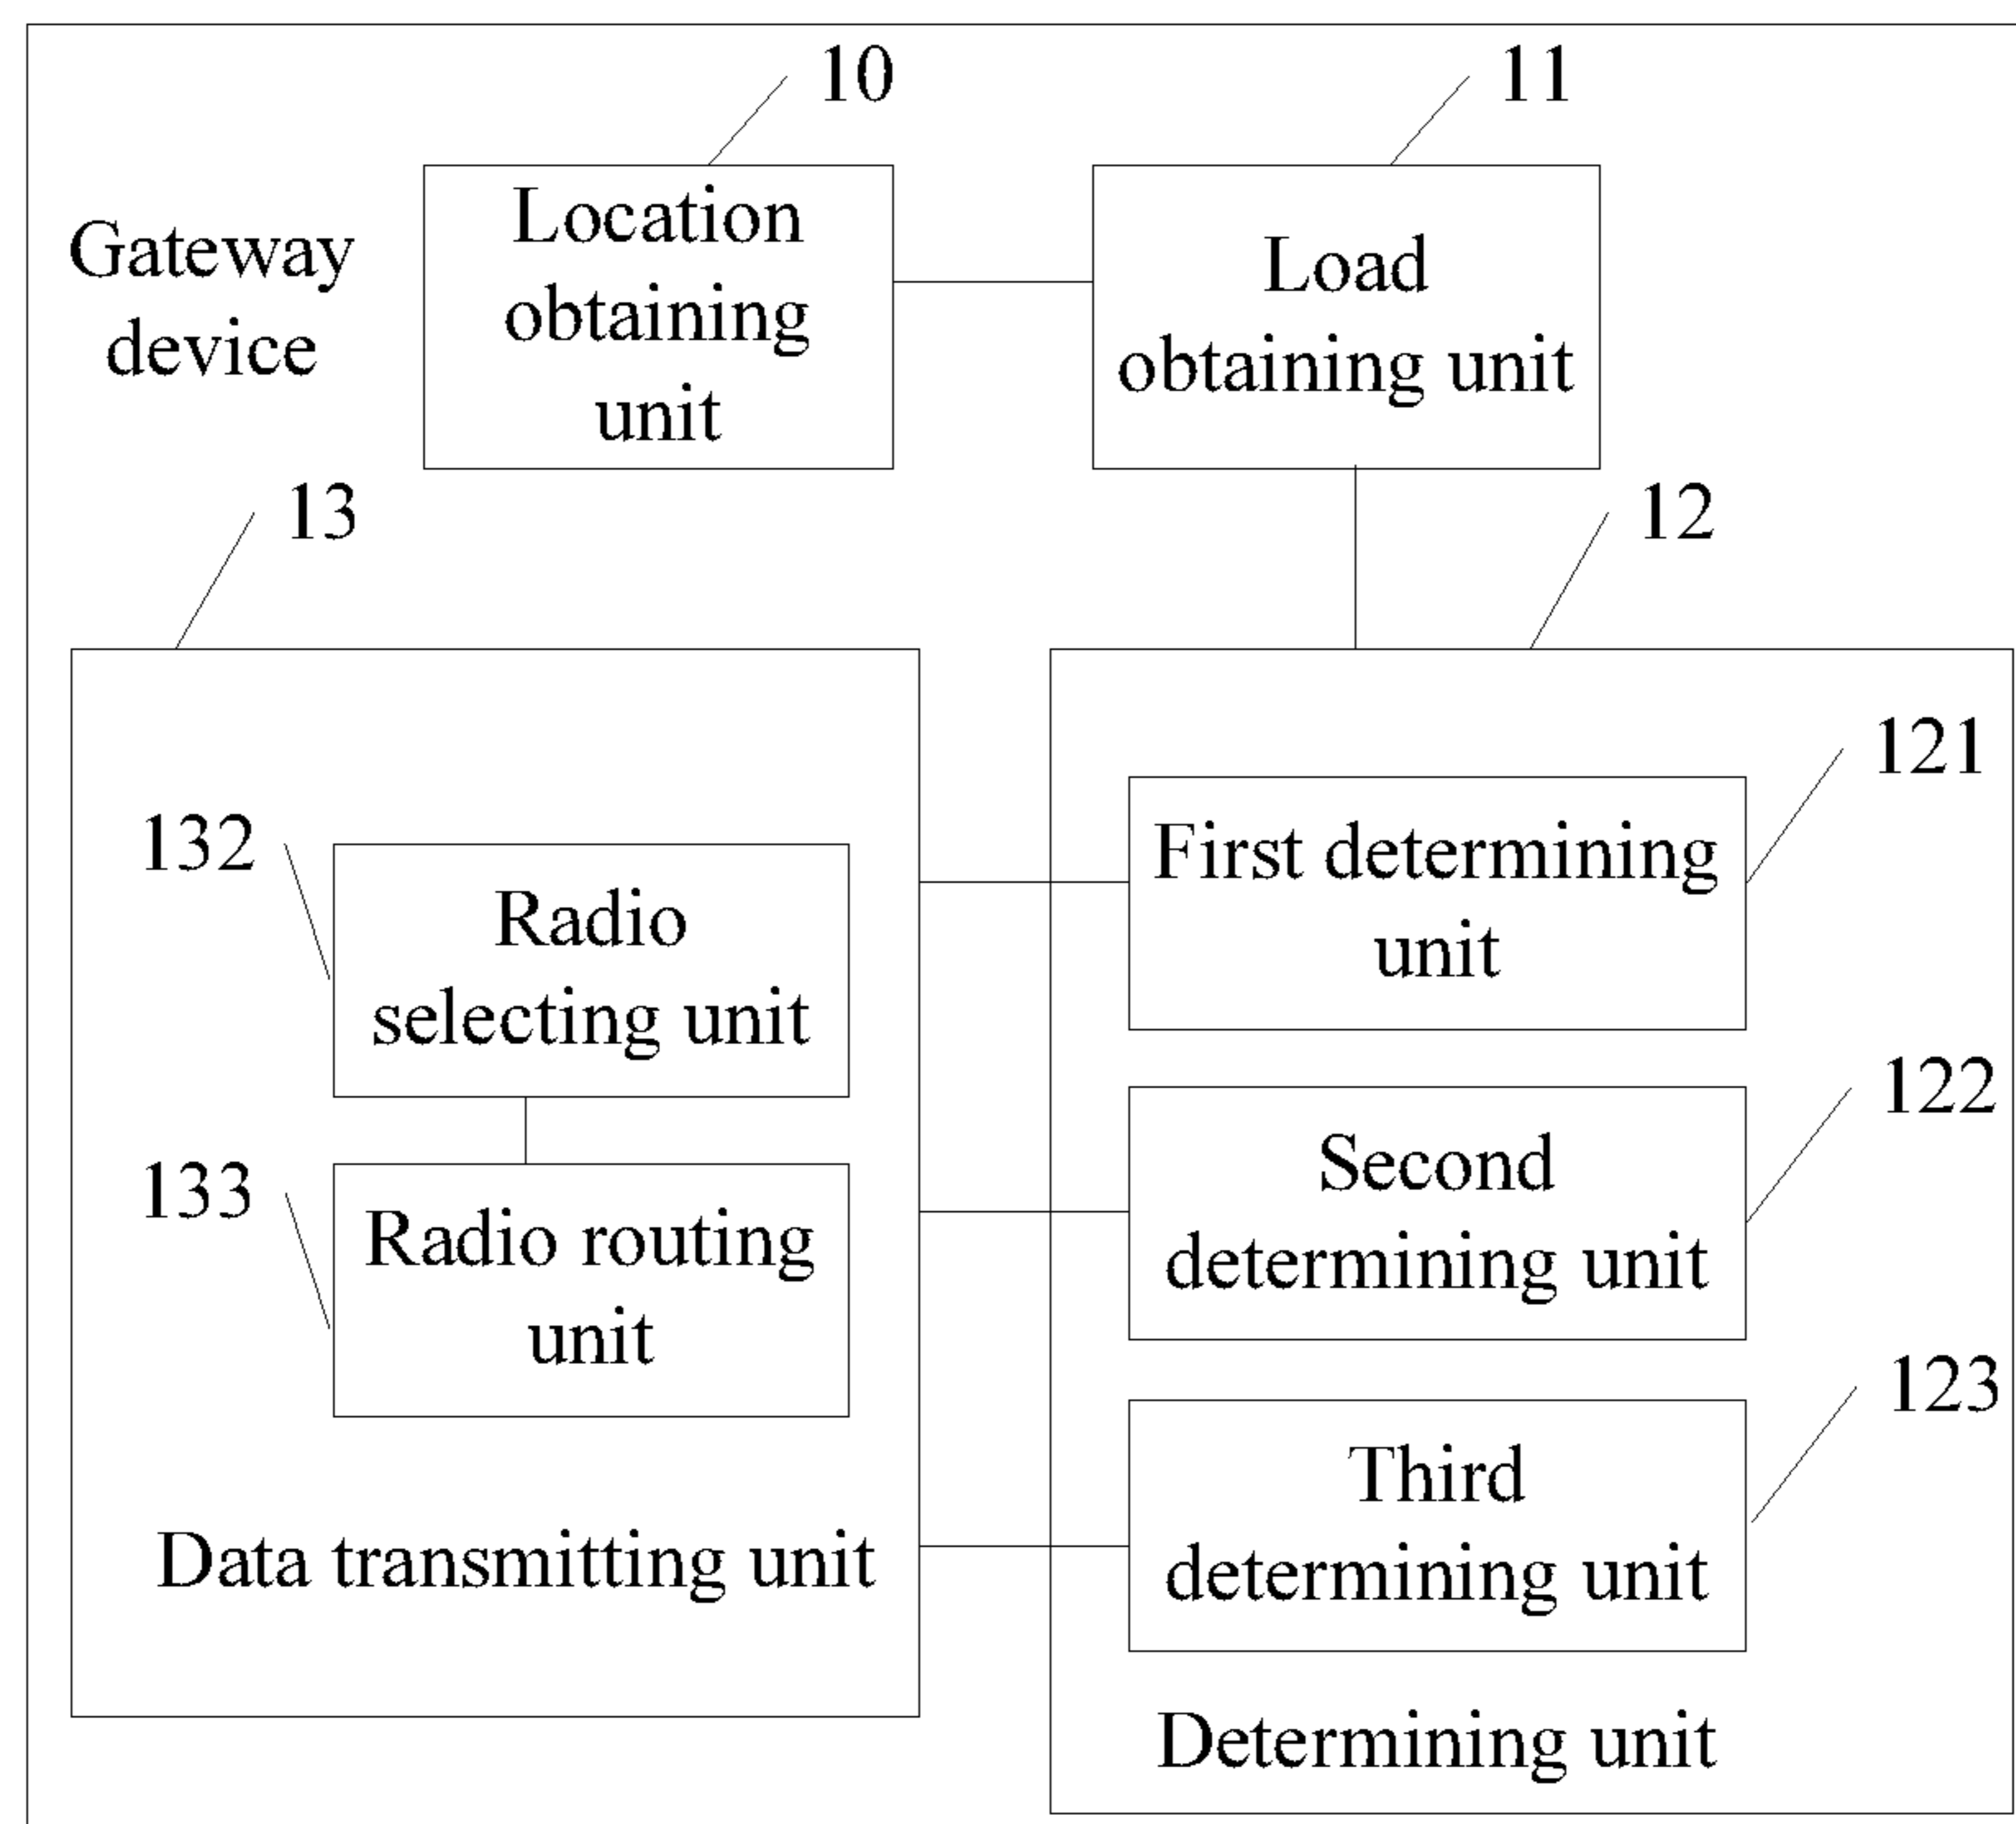 10
11
Gateway
device
Location
obtaining
unit
Load
obtaining unit
13
12
132
Radio
selecting unit
133
Radio routing
unit
Data transmitting unit
121
First determining
unit
122
Second
determining unit
123
Third
determining unit
Determining unit